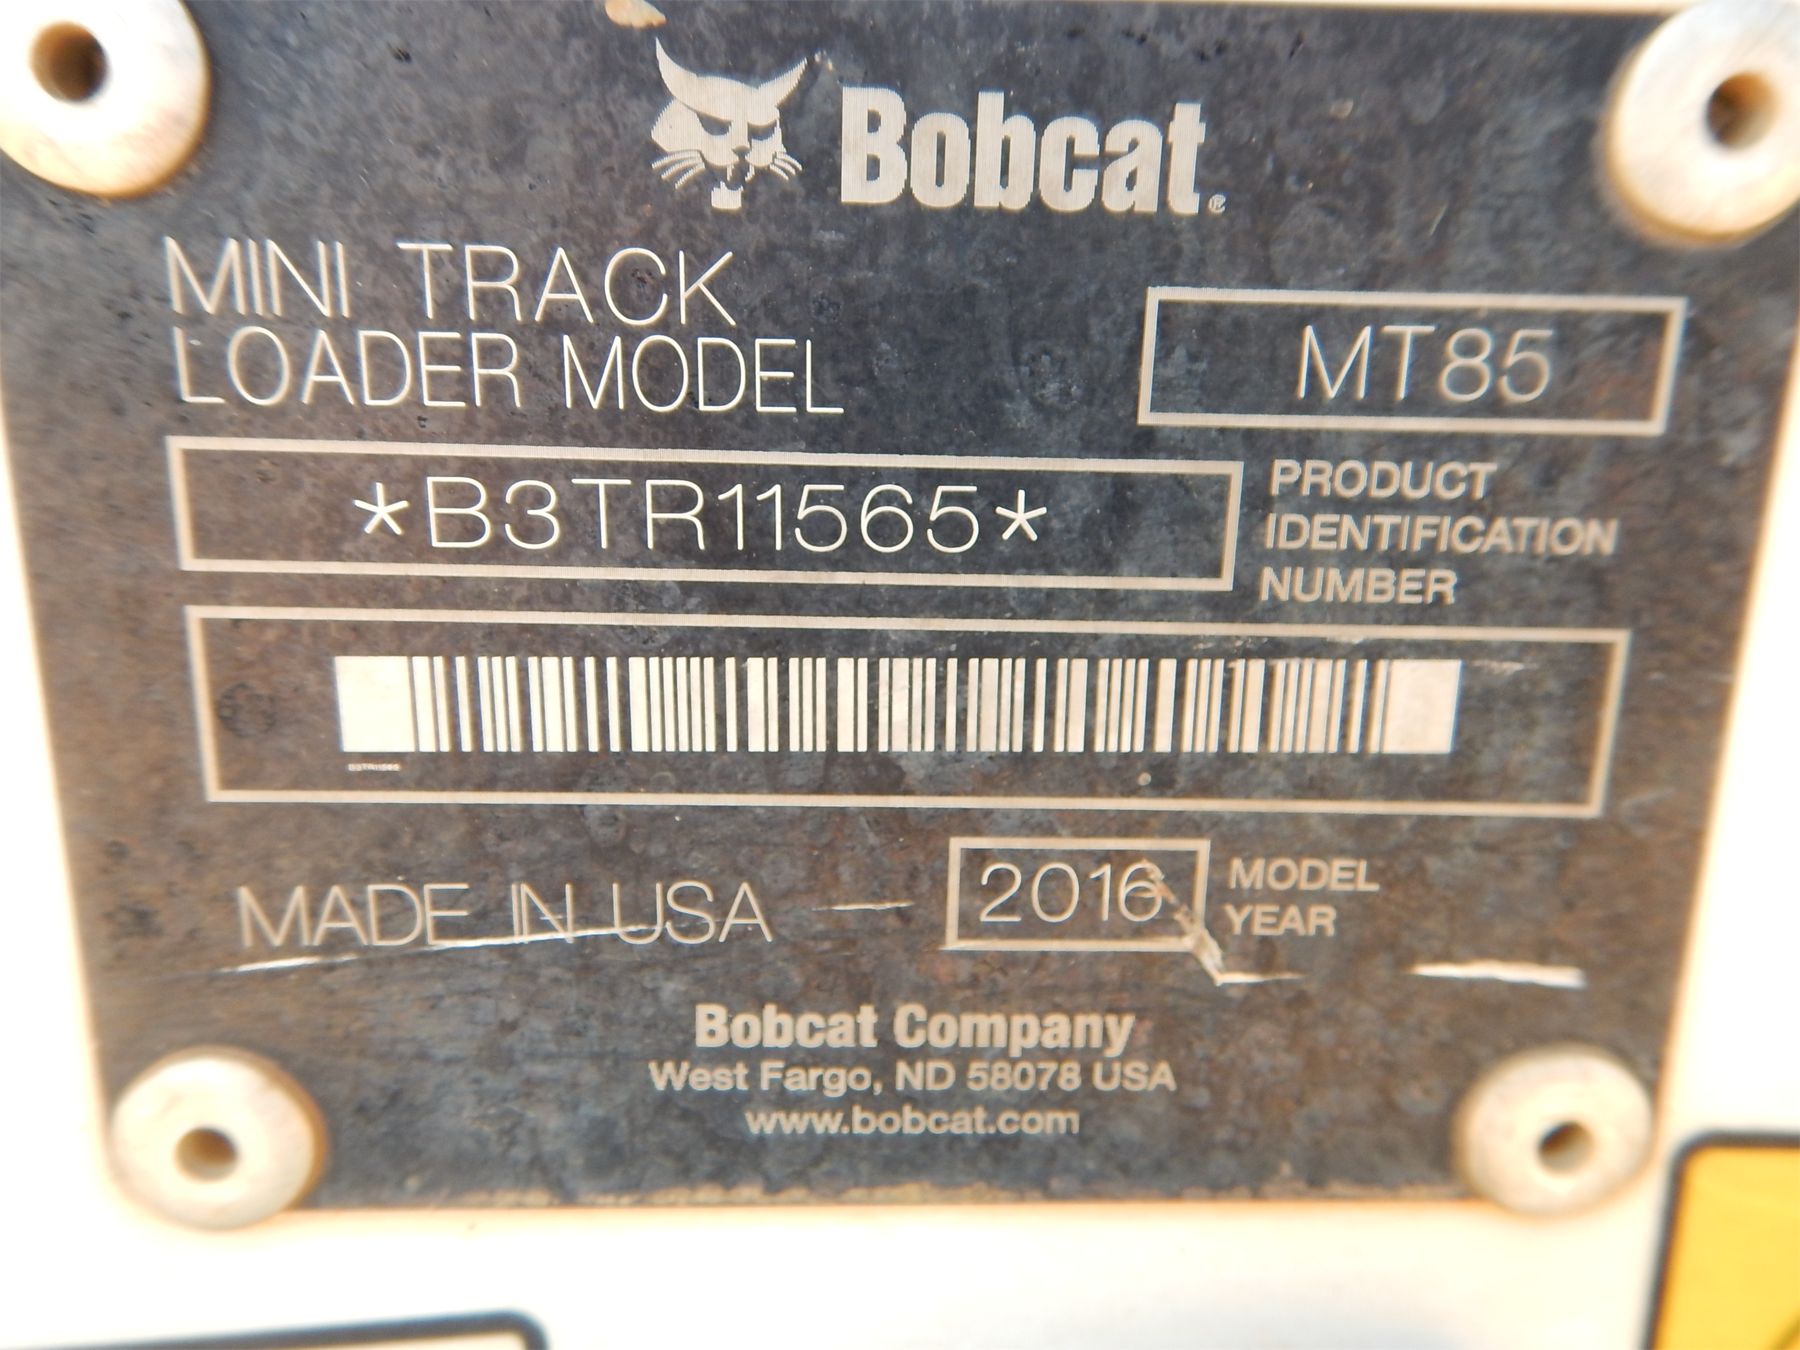 Bobcat®
MINI TRACK
LOADER MODEL
MT85
*B3TR11565*
PRODUCT
IDENTIFICATION
NUMBER
B3TR11565
MADE IN USA
2016
MODEL
YEAR
Bobcat Company
West Fargo, ND 58078 USA
www.bobcat.com